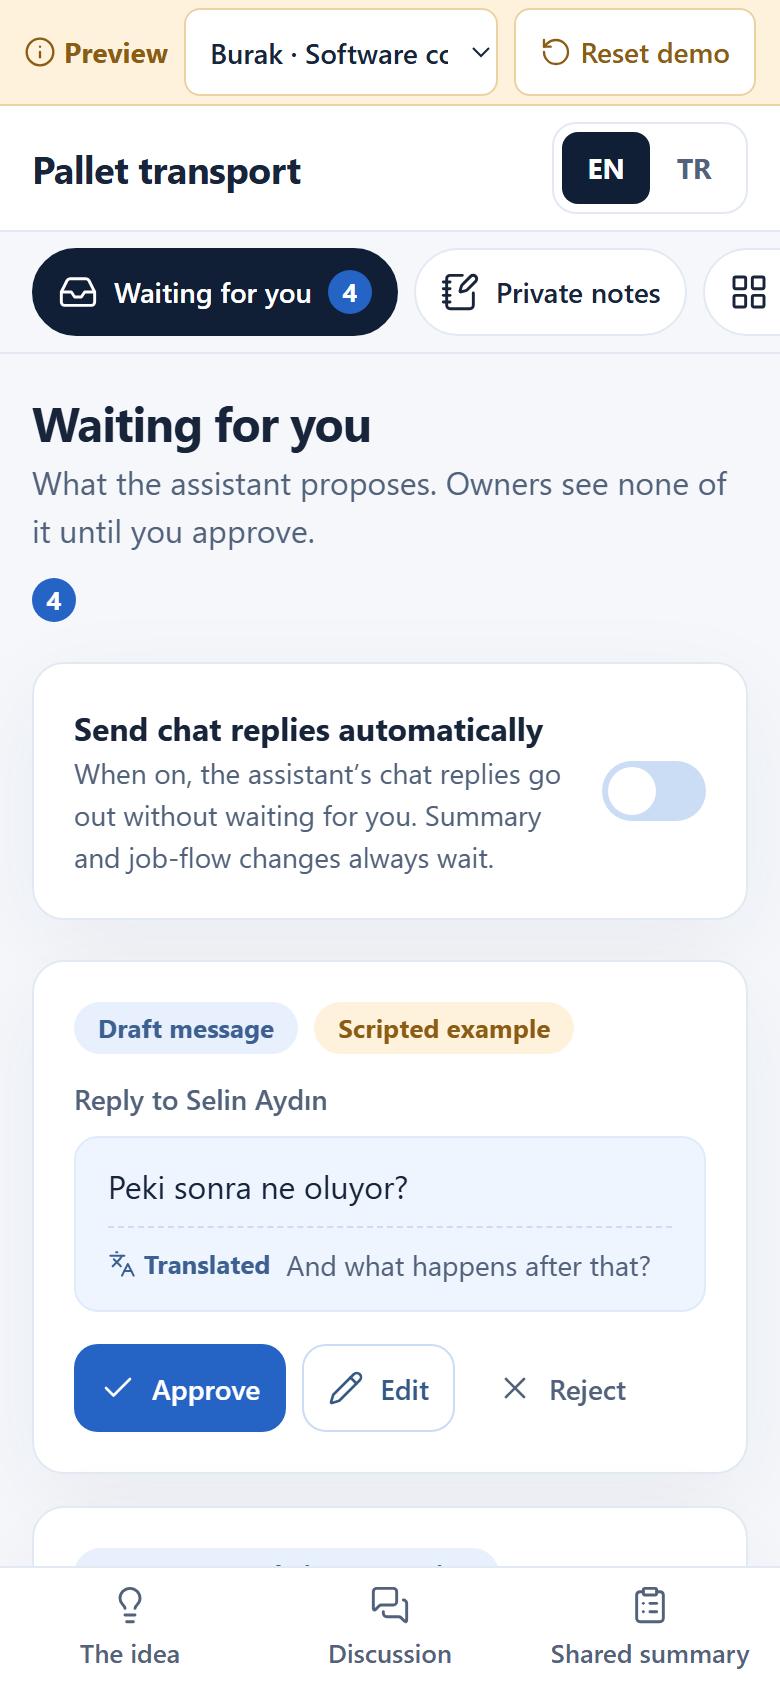 Preview
Burak · Software co
Reset demo
Pallet transport
EN
TR
Waiting for you 4
Private notes
Waiting for you
What the assistant proposes. Owners see none of
it until you approve.
4
Send chat replies automatically
When on, the assistant’s chat replies go
out without waiting for you. Summary
and job-flow changes always wait.
Draft message
Scripted example
Reply to Selin Aydın
Peki sonra ne oluyor?
Translated And what happens after that?
Approve
Edit
Reject
The idea
Discussion
Shared summary